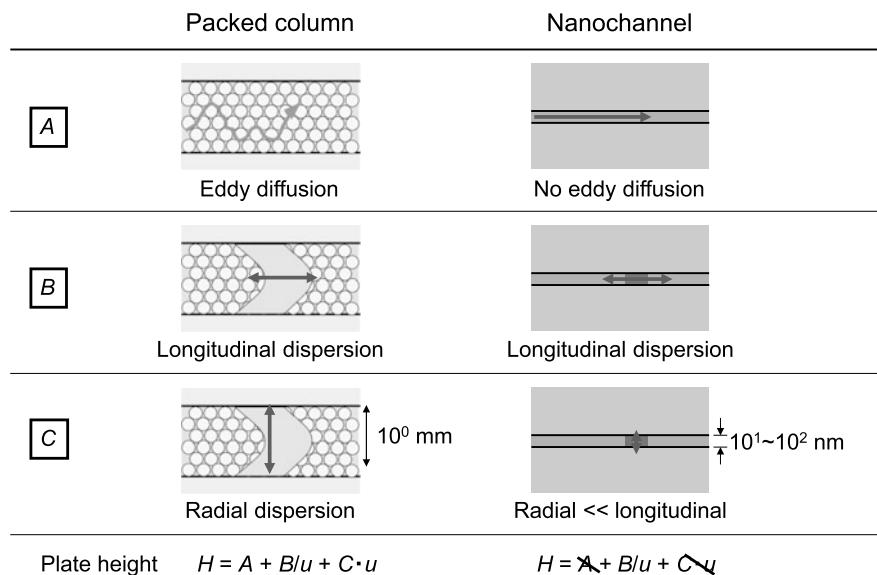 Packed column Nanochannel
A
Eddy diffusion No eddy diffusion
B
Longitudinal dispersion Longitudinal dispersion
C
10⁰ mm 10¹~10² nm
Radial dispersion Radial << longitudinal
Plate height H = A + B/u + C·u H = A + B/u + C·u